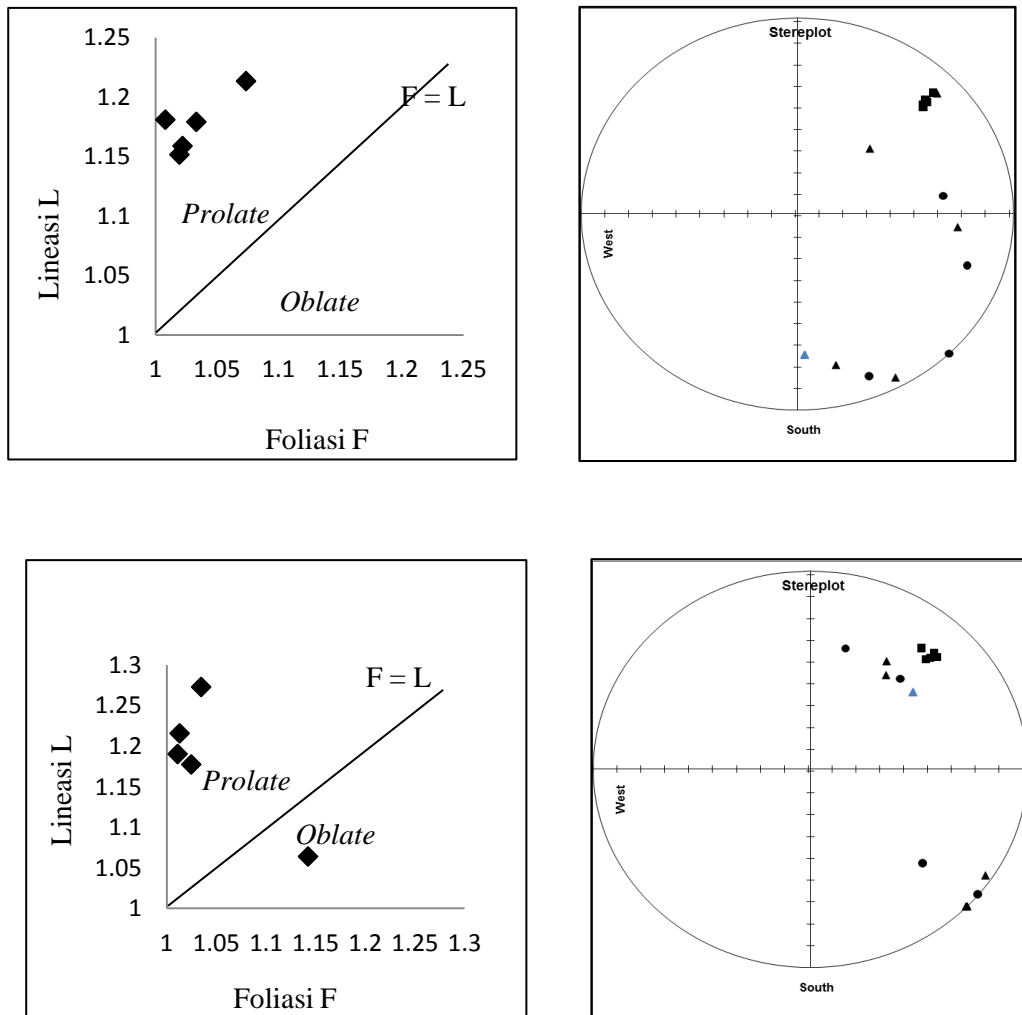 1.25
1.2
1.15
1.1
1.05
1
Lineasi L
F = L
Prolate
Oblate
1 1.05 1.1 1.15 1.2 1.25
Foliasi F
Stereplot
West
South
1.3
1.25
1.2
1.15
1.1
1.05
1
Lineasi L
F = L
Prolate
Oblate
1 1.05 1.1 1.15 1.2 1.25 1.3
Foliasi F
Stereplot
West
South